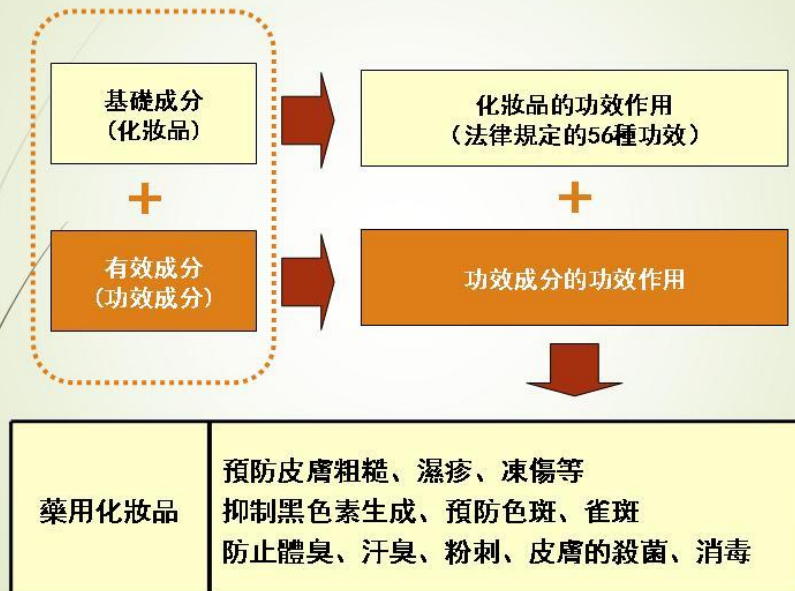 基礎成分
(化妝品)
化妝品的功效作用
(法律規定的56種功效)
+
+
有效成分
(功效成分)
功效成分的功效作用
藥用化妝品
預防皮膚粗糙、濕疹、凍傷等
抑制黑色素生成、預防色斑、雀斑
防止體臭、汗臭、粉刺、皮膚的殺菌、消毒